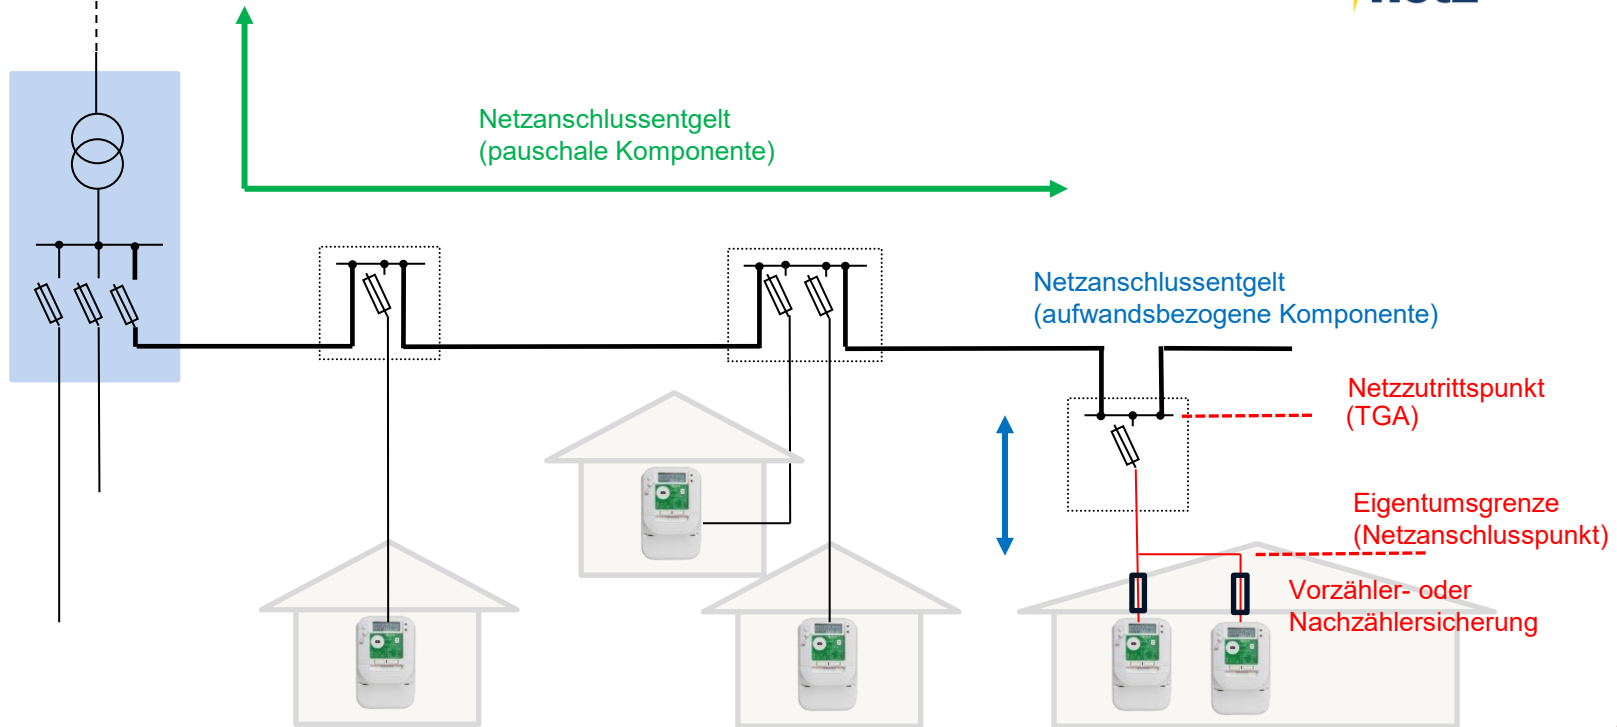 Netzanschlussentgelt
(pauschale Komponente)
Netzanschlussentgelt
(aufwandsbezogene Komponente)
Netzzutrittspunkt
(TGA)
Eigentumsgrenze
(Netzanschlusspunkt)
Vorzähler- oder
Nachzählersicherung